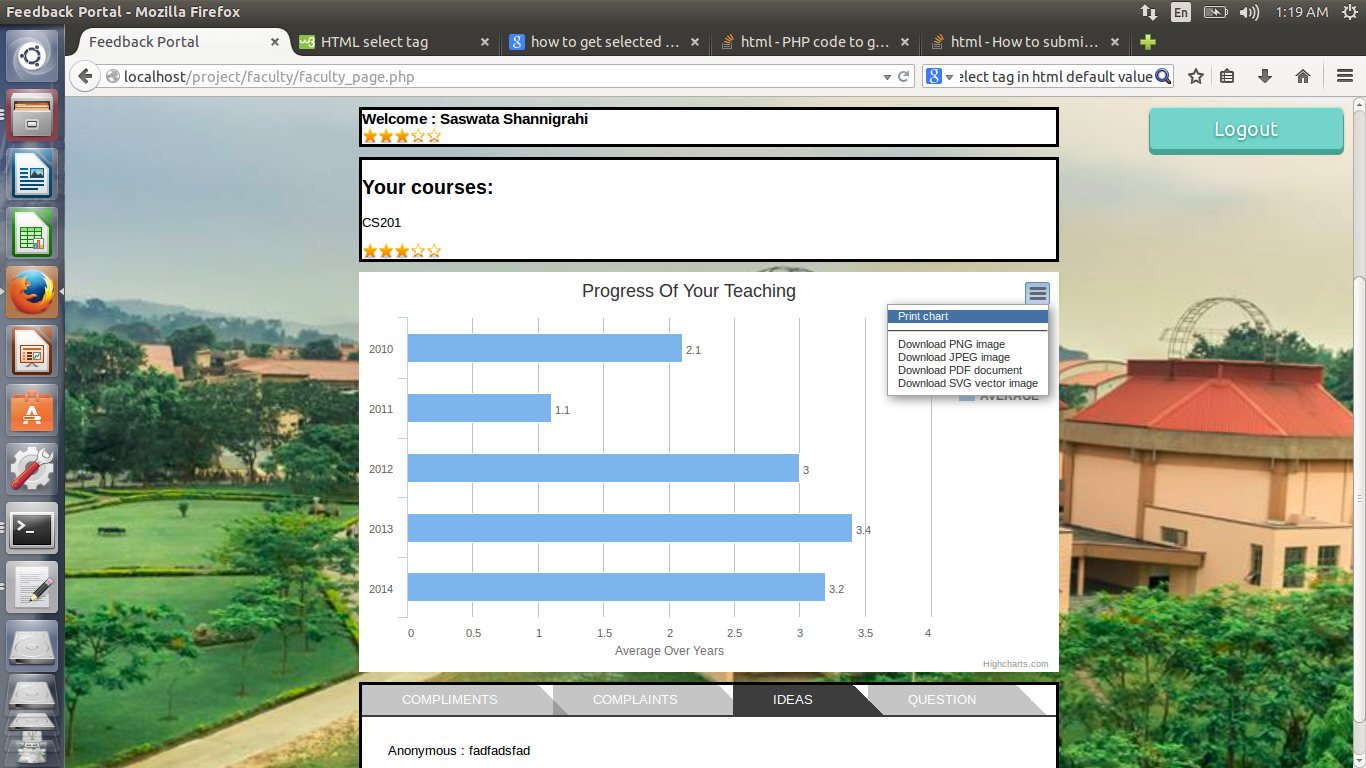 Feedback Portal - Mozilla Firefox
En
1:19 AM
Feedback Portal
HTML select tag
how to get selected ...
html - PHP code to g...
html - How to submi...
localhost/project/faculty/faculty_page.php
elect tag in html default value
Welcome : Saswata Shannigrahi
Logout
Your courses:
CS201
Progress Of Your Teaching
Print chart
Download PNG image
Download JPEG image
Download PDF document
Download SVG vector image
AVERAGE
2010
2.1
2011
1.1
2012
3
2013
3.4
2014
3.2
0 0.5 1 1.5 2 2.5 3 3.5 4
Average Over Years
Highcharts.com
COMPLIMENTS COMPLAINTS IDEAS QUESTION
Anonymous : fadfadsfad